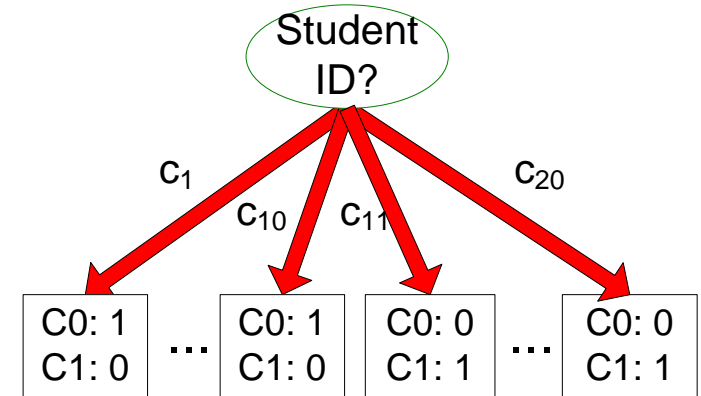 Student
ID?
c₁
c₂₀
c₁₀
c₁₁
C0: 1
C1: 0
...
C0: 1
C1: 0
C0: 0
C1: 1
...
C0: 0
C1: 1